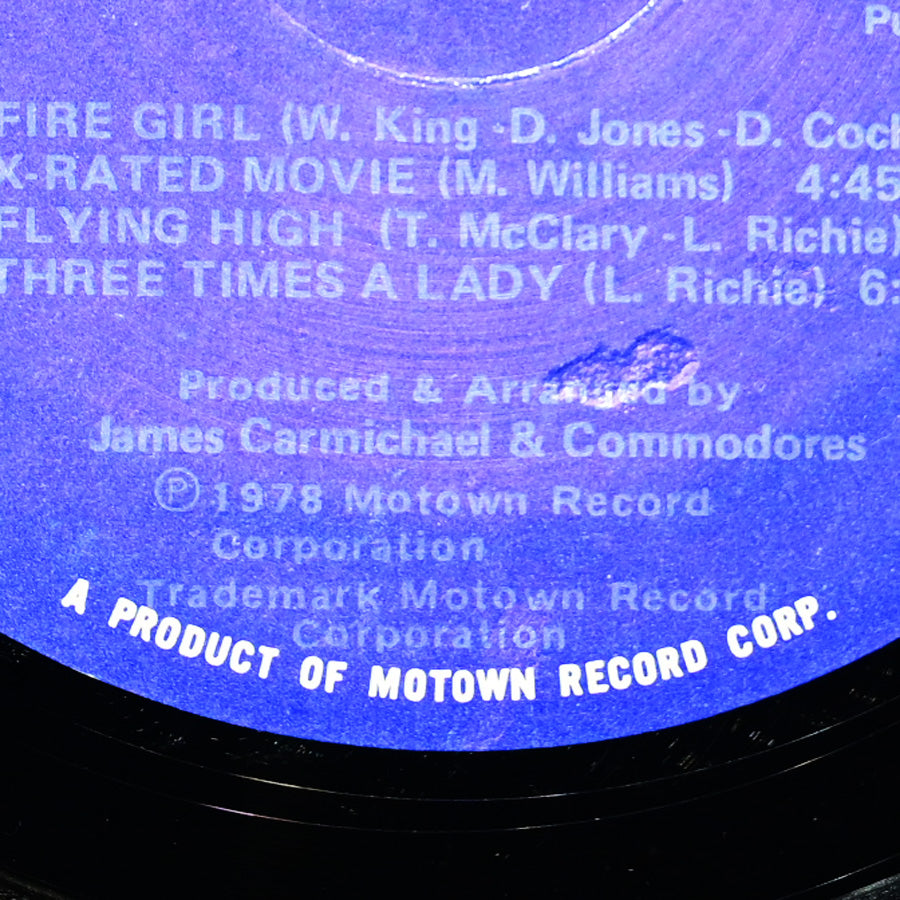 Pu
FIRE GIRL (W. King -D. Jones -D. Coch
X-RATED MOVIE (M. Williams) 4:45
FLYING HIGH (T. McClary -L. Richie)
THREE TIMES A LADY (L. Richie) 6:
Produced & Arranged by
James Carmichael & Commodores
℗ 1978 Motown Record
Corporation
Trademark Motown Record
Corporation
A PRODUCT OF MOTOWN RECORD CORP.